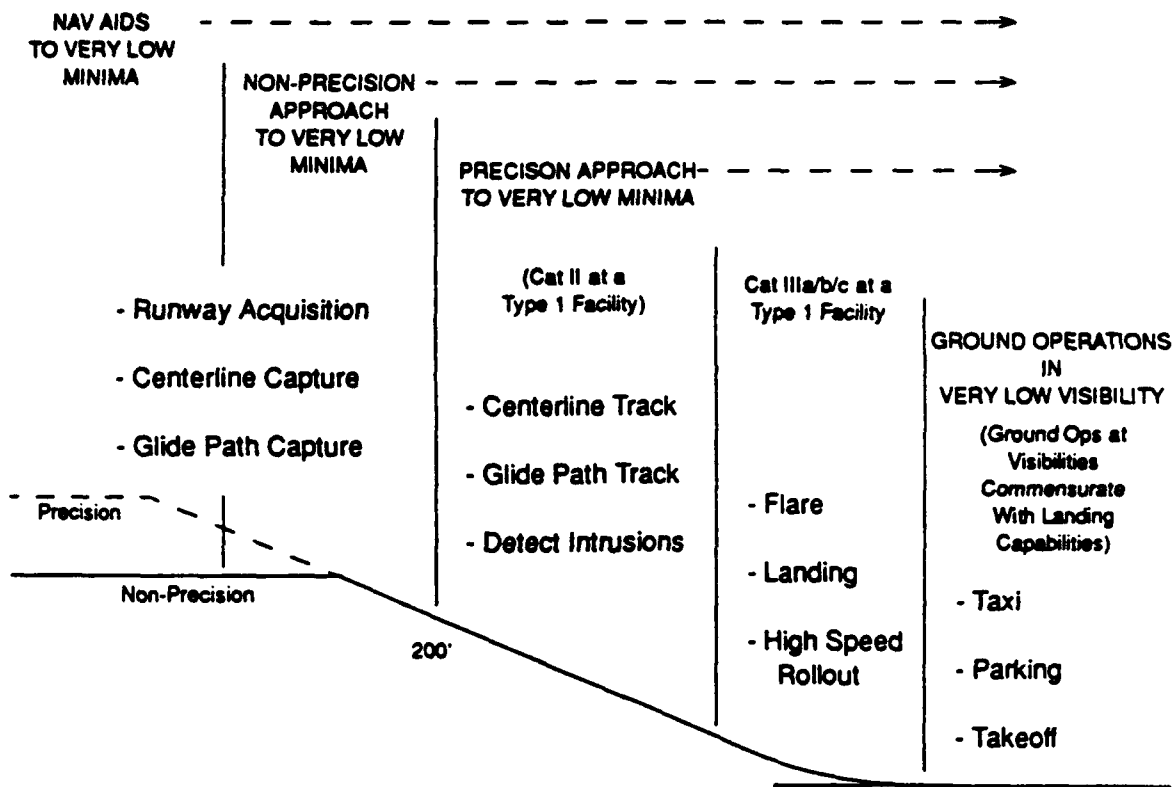 NAV AIDS
TO VERY LOW
MINIMA
NON-PRECISION
APPROACH
TO VERY LOW
MINIMA
PRECISON APPROACH
TO VERY LOW MINIMA
- Runway Acquisition
- Centerline Capture
- Glide Path Capture
Precision
Non-Precision
200'
(Cat II at a
Type 1 Facility)
- Centerline Track
- Glide Path Track
- Detect Intrusions
Cat IIIa/b/c at a
Type 1 Facility
- Flare
- Landing
- High Speed
Rollout
GROUND OPERATIONS
IN
VERY LOW VISIBILITY
(Ground Ops at
Visibilities
Commensurate
With Landing
Capabilities)
- Taxi
- Parking
- Takeoff